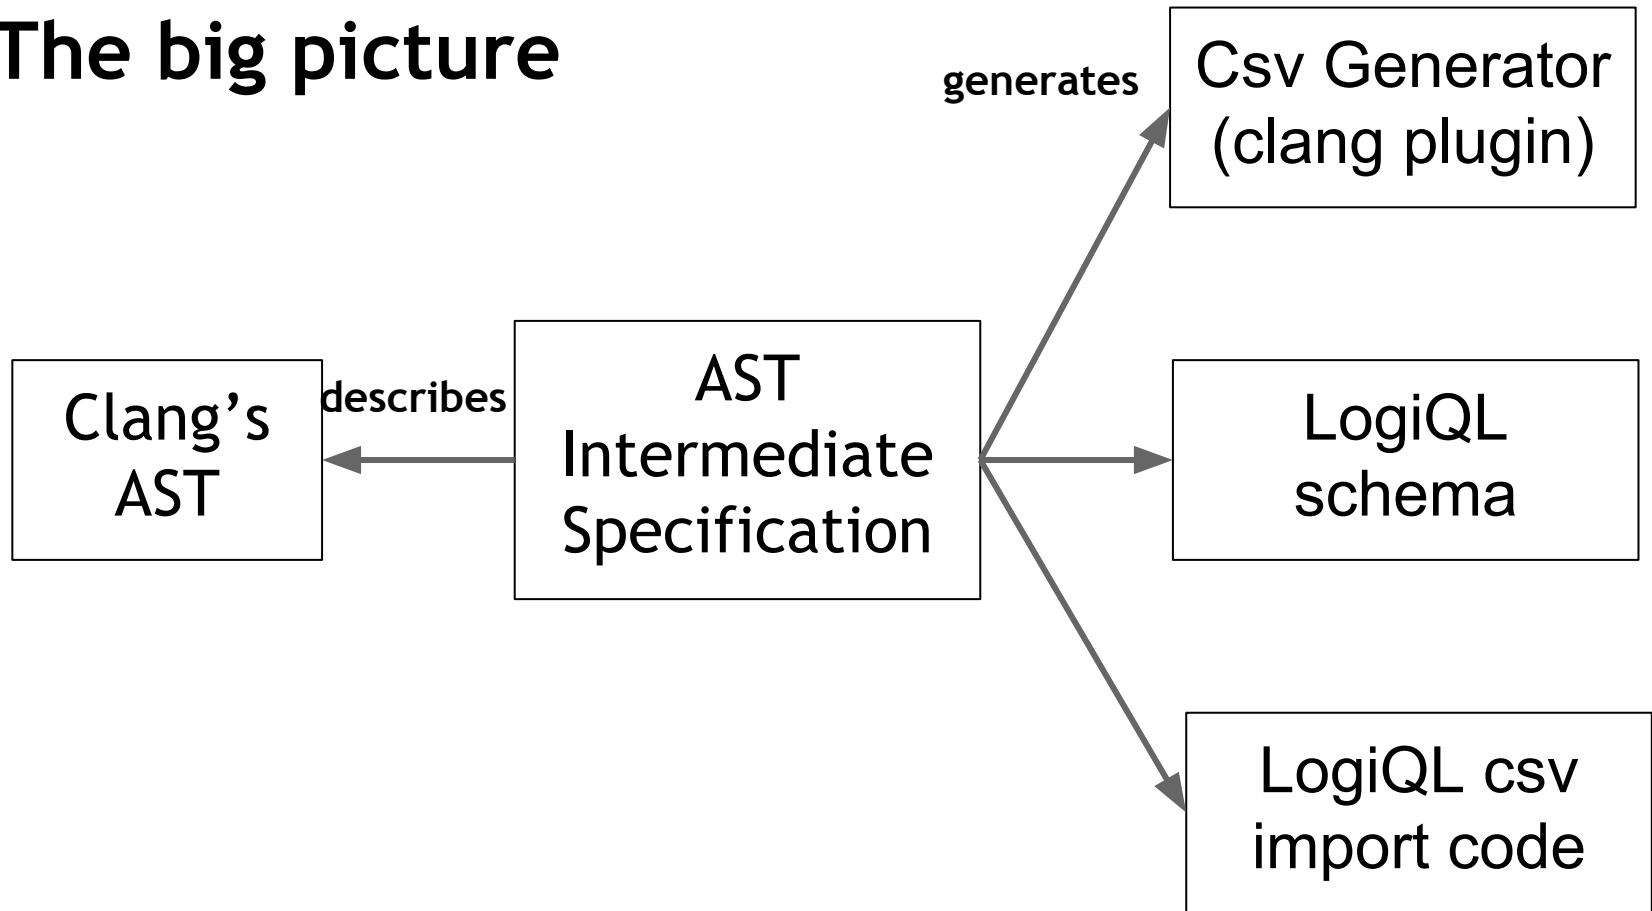 The big picture
generates
Csv Generator
(clang plugin)
Clang’s
AST
describes
AST
Intermediate
Specification
LogiQL
schema
LogiQL csv
import code